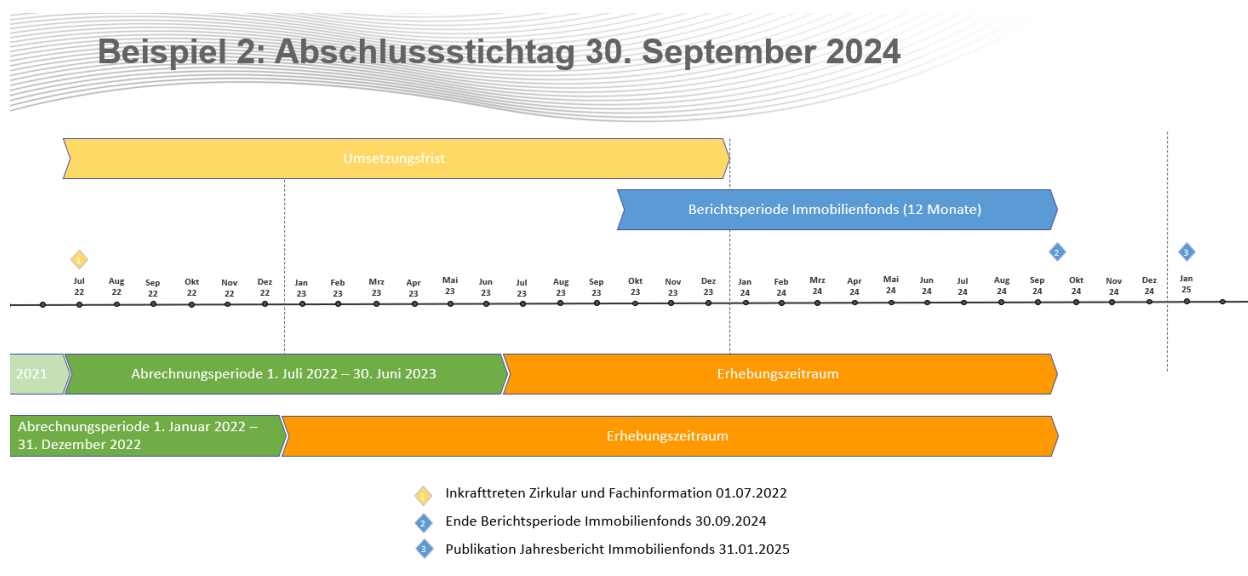 Beispiel 2: Abschlussstichtag 30. September 2024
Umsetzungsfrist
Berichtsperiode Immobilienfonds (12 Monate)
1
2
3
Jul Aug Sep Okt Nov Dez Jan Feb Mrz Apr Mai Jun Jul Aug Sep Okt Nov Dez Jan Feb Mrz Apr Mai Jun Jul Aug Sep Okt Nov Dez Jan
22 22 22 22 22 22 23 23 23 23 23 23 23 23 23 23 23 23 24 24 24 24 24 24 24 24 24 24 24 24 25
2021
Abrechnungsperiode 1. Juli 2022 – 30. Juni 2023
Erhebungszeitraum
Abrechnungsperiode 1. Januar 2022 –
31. Dezember 2022
Erhebungszeitraum
1 Inkrafttreten Zirkular und Fachinformation 01.07.2022
2 Ende Berichtsperiode Immobilienfonds 30.09.2024
3 Publikation Jahresbericht Immobilienfonds 31.01.2025